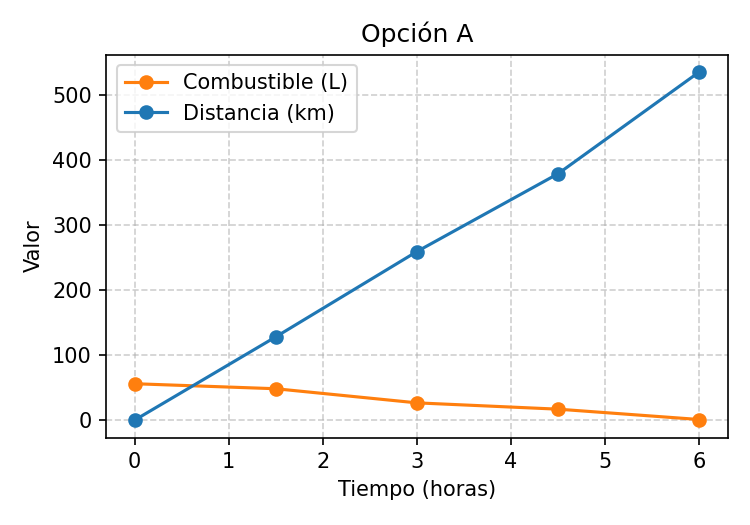 Opción A
Combustible (L)
Distancia (km)
Valor
500
400
300
200
100
0
0 1 2 3 4 5 6
Tiempo (horas)